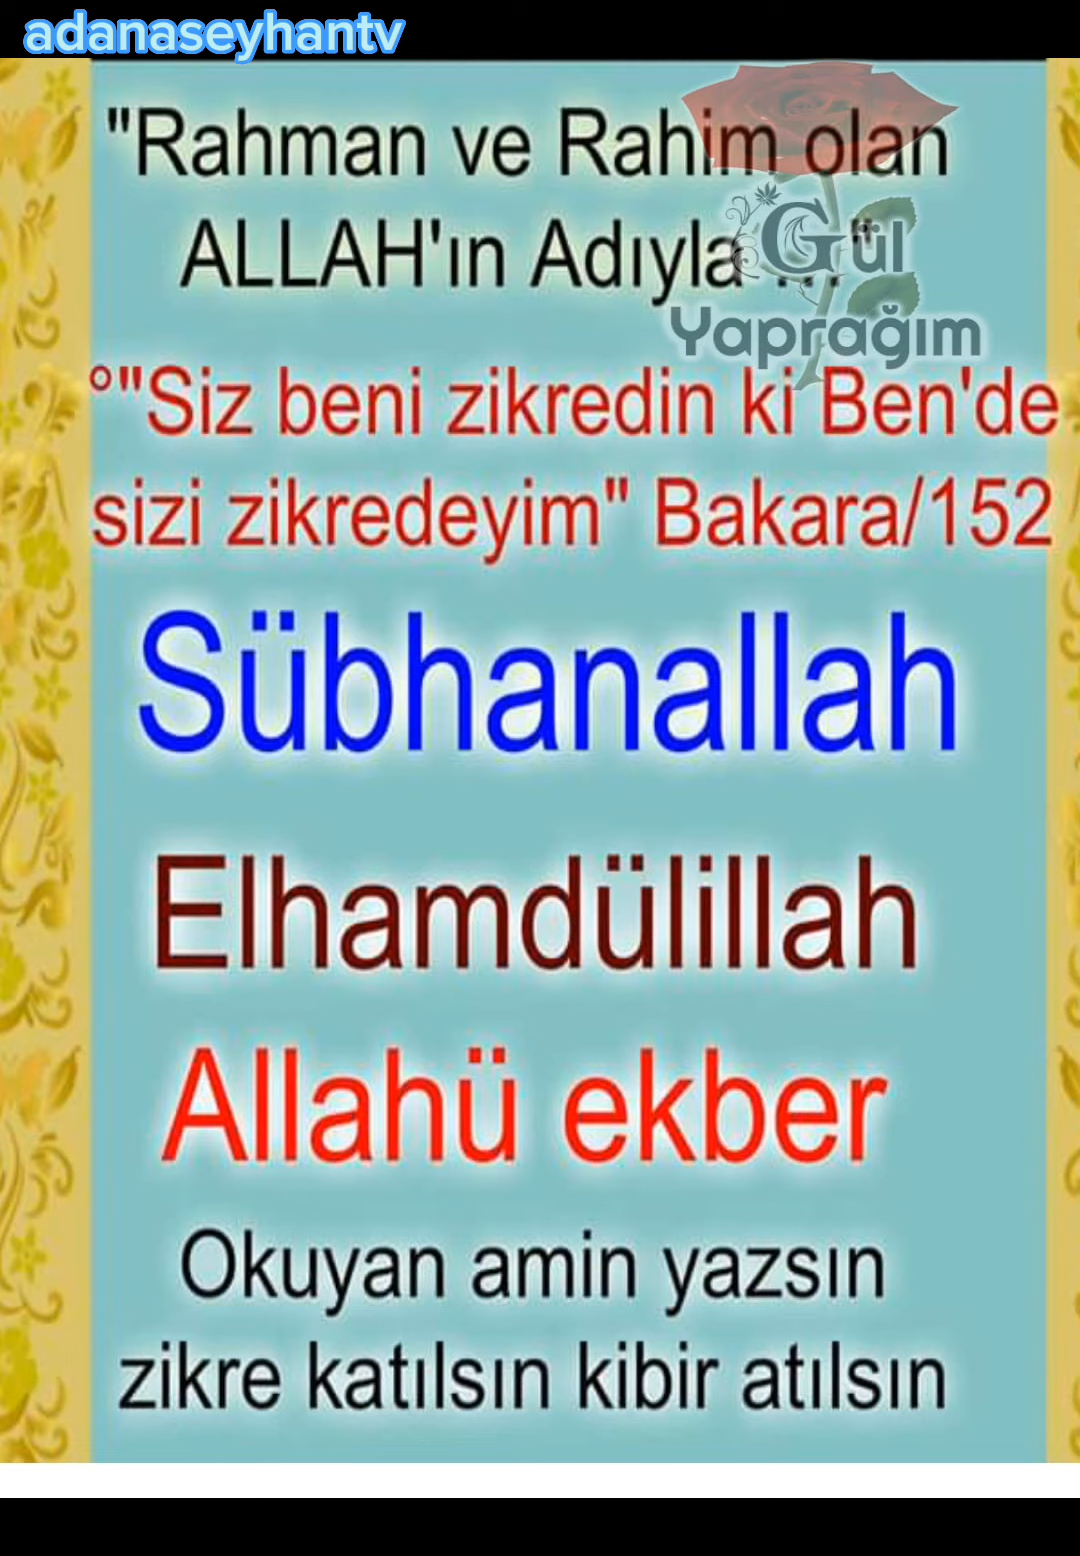 adanaseyhantv
"Rahman ve Rahim olan
ALLAH'ın Adıyla ..."
Gül
Yaprağım
°"Siz beni zikredin ki Ben'de
sizi zikredeyim" Bakara/152
Sübhanallah
Elhamdülillah
Allahü ekber
Okuyan amin yazsın
zikre katılsın kibir atılsın